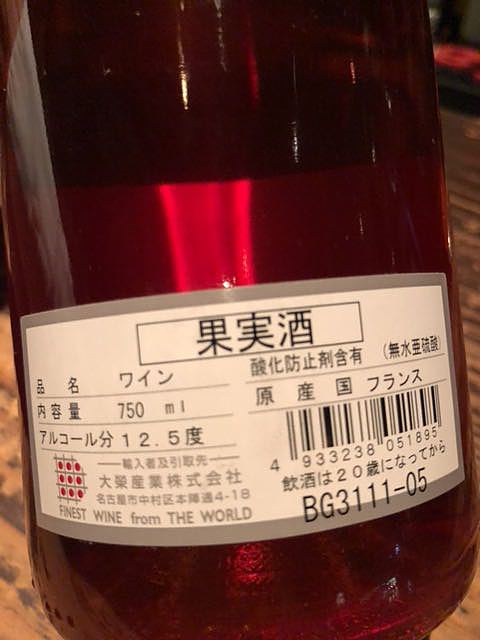 果実酒
品名 ワイン
酸化防止剤含有 (無水亜硫酸)
内容量 750 ml
原産国 フランス
アルコール分12.5度
輸入者及引取先
大榮産業株式会社
名古屋市中村区本陣通4-18
FINEST WINE from THE WORLD
4 933238 051895
飲酒は20歳になってから
BG3111-05